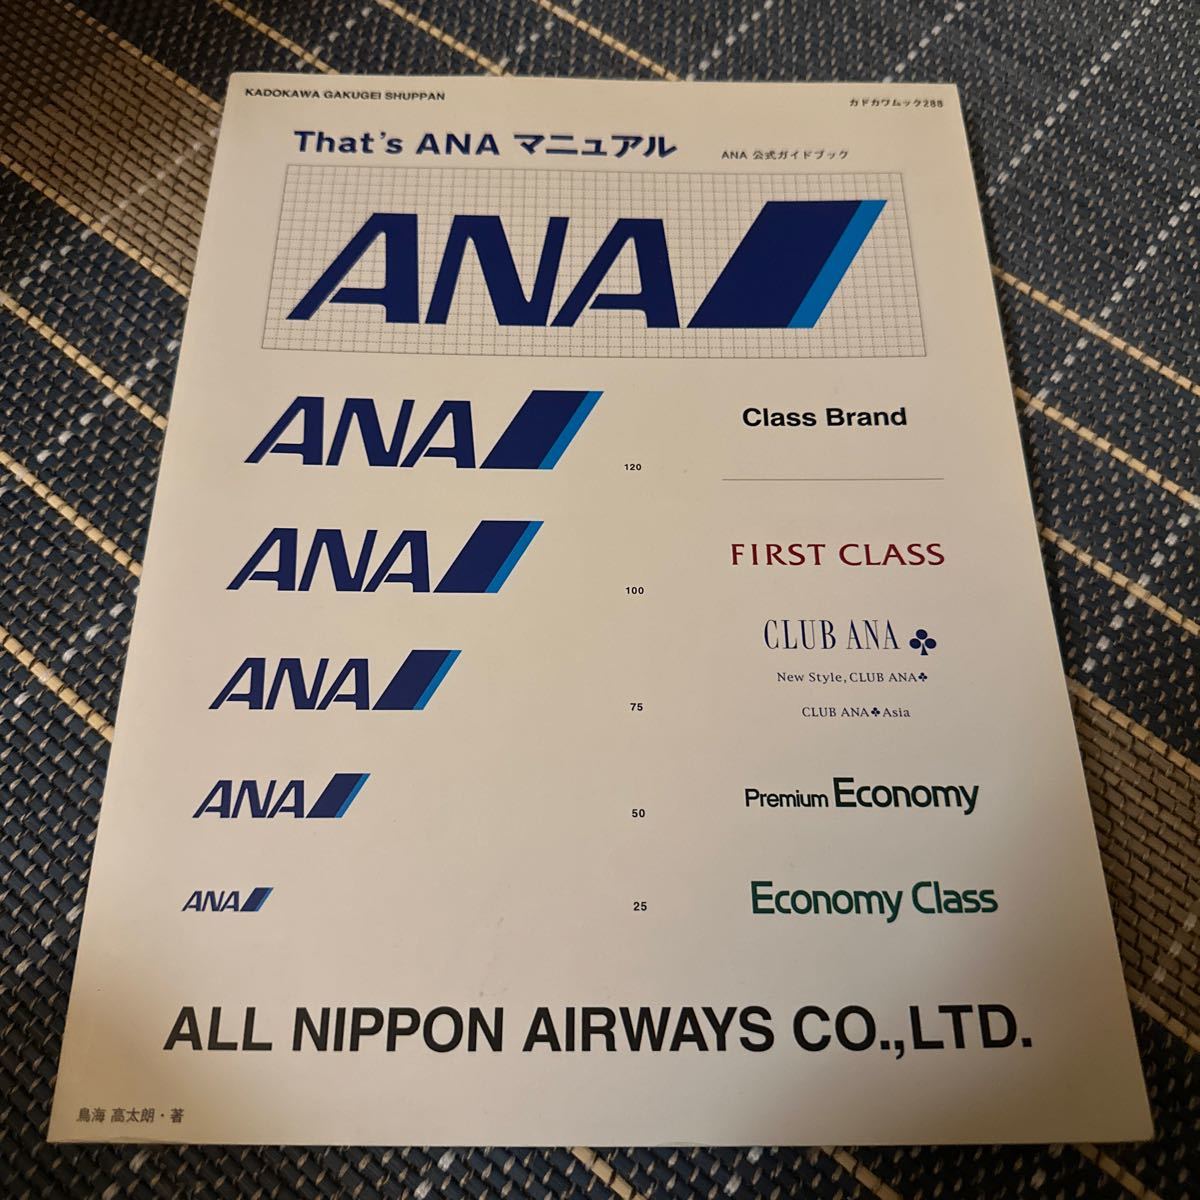 KADOKAWA GAKUGEI SHUPPAN
カドカワムック288
That's ANA マニュアル
ANA 公式ガイドブック
ANA
ANA
120
Class Brand
ANA
100
FIRST CLASS
CLUB ANA
New Style, CLUB ANA
CLUB ANA Asia
ANA
75
ANA
50
Premium Economy
ANA
25
Economy Class
ALL NIPPON AIRWAYS CO.,LTD.
鳥海 高太朗・著